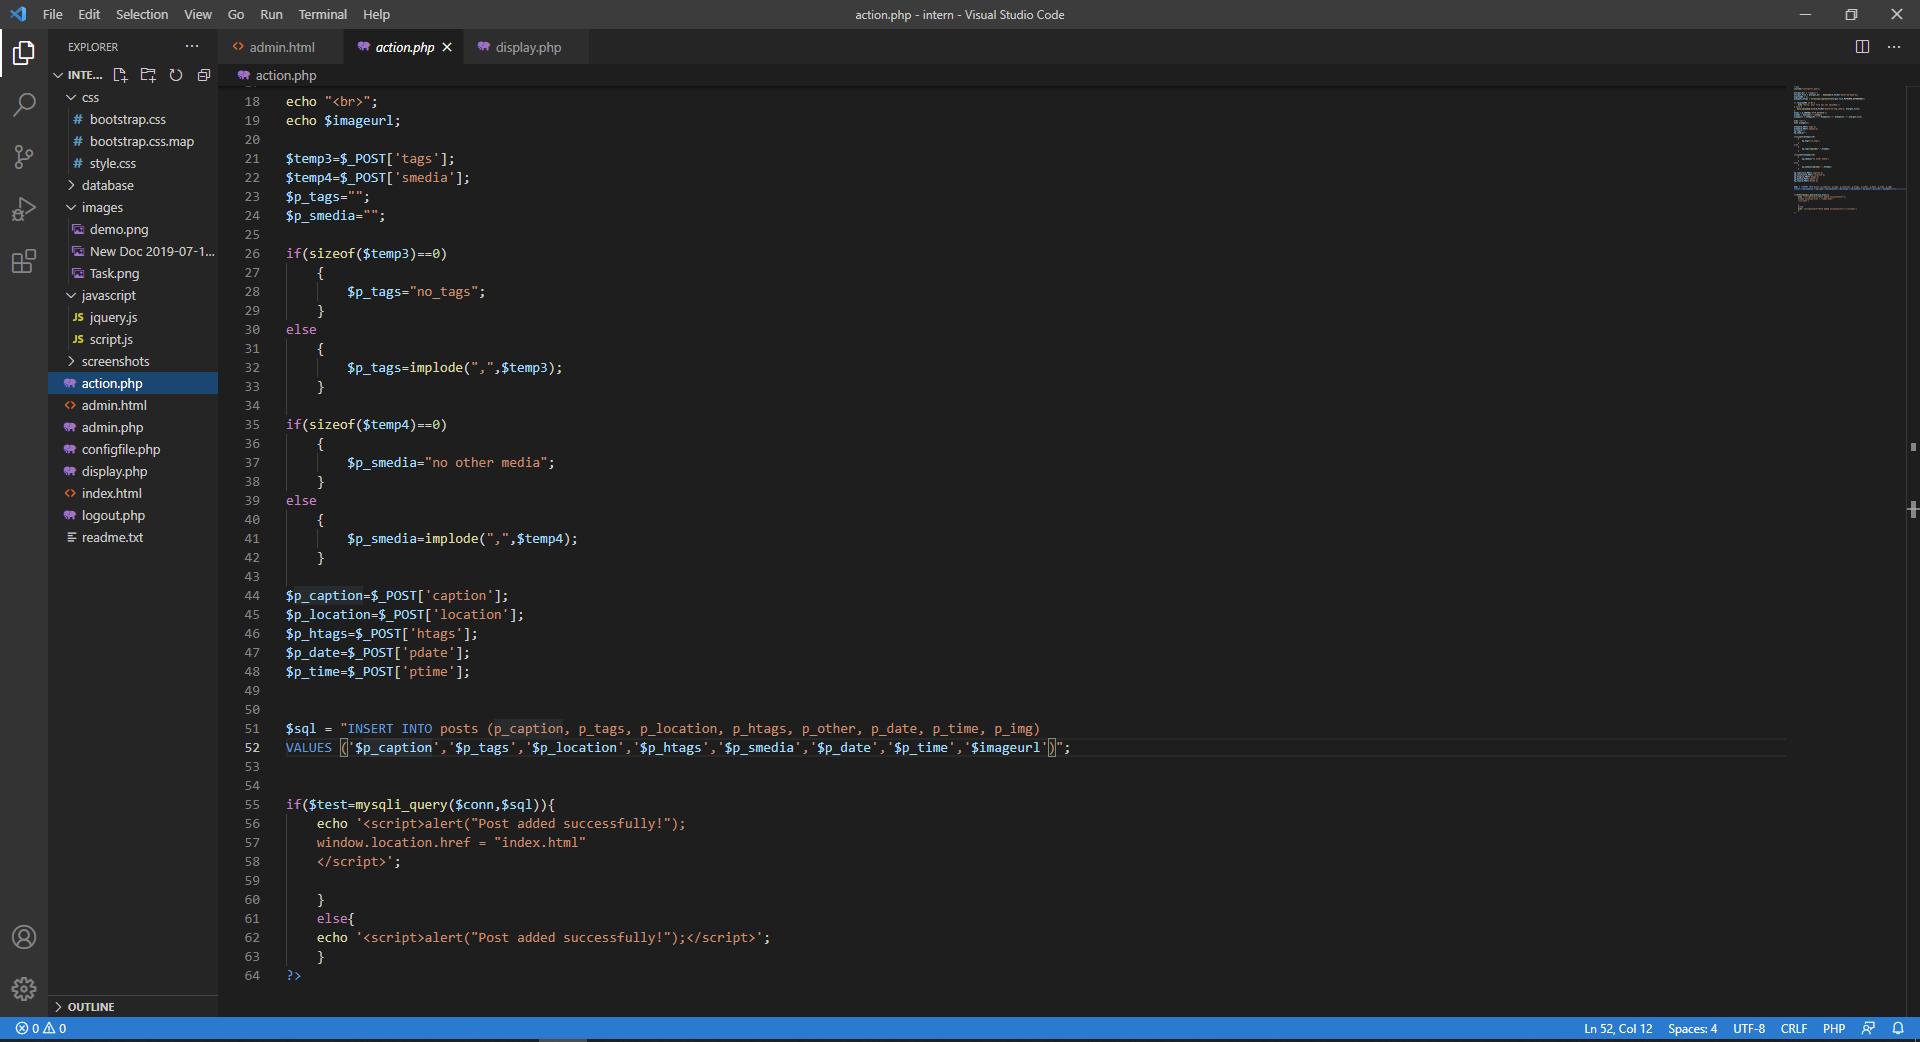 File Edit Selection View Go Run Terminal Help
action.php - intern - Visual Studio Code
EXPLORER
INTE...
css
bootstrap.css
bootstrap.css.map
style.css
database
images
demo.png
New Doc 2019-07-1...
Task.png
javascript
JS jquery.js
JS script.js
screenshots
action.php
admin.html
admin.php
configfile.php
display.php
index.html
logout.php
readme.txt
OUTLINE
admin.html action.php display.php
action.php
18 echo "<br>";
19 echo $imageurl;
20
21 $temp3=$_POST['tags'];
22 $temp4=$_POST['smedia'];
23 $p_tags="";
24 $p_smedia="";
25
26 if(sizeof($temp3)==0)
27 {
28 $p_tags="no_tags";
29 }
30 else
31 {
32 $p_tags=implode(",",$temp3);
33 }
34
35 if(sizeof($temp4)==0)
36 {
37 $p_smedia="no other media";
38 }
39 else
40 {
41 $p_smedia=implode(",",$temp4);
42 }
43
44 $p_caption=$_POST['caption'];
45 $p_location=$_POST['location'];
46 $p_htags=$_POST['htags'];
47 $p_date=$_POST['pdate'];
48 $p_time=$_POST['ptime'];
49
50
51 $sql = "INSERT INTO posts (p_caption, p_tags, p_location, p_htags, p_other, p_date, p_time, p_img)
52 VALUES ('$p_caption','$p_tags','$p_location','$p_htags','$p_smedia','$p_date','$p_time','$imageurl')";
53
54
55 if($test=mysqli_query($conn,$sql)){
56 echo '<script>alert("Post added successfully!");
57 window.location.href = "index.html"
58 </script>';
59
60 }
61 else{
62 echo '<script>alert("Post added successfully!");</script>';
63 }
64 ?>
0 0
Ln 52, Col 12 Spaces: 4 UTF-8 CRLF PHP